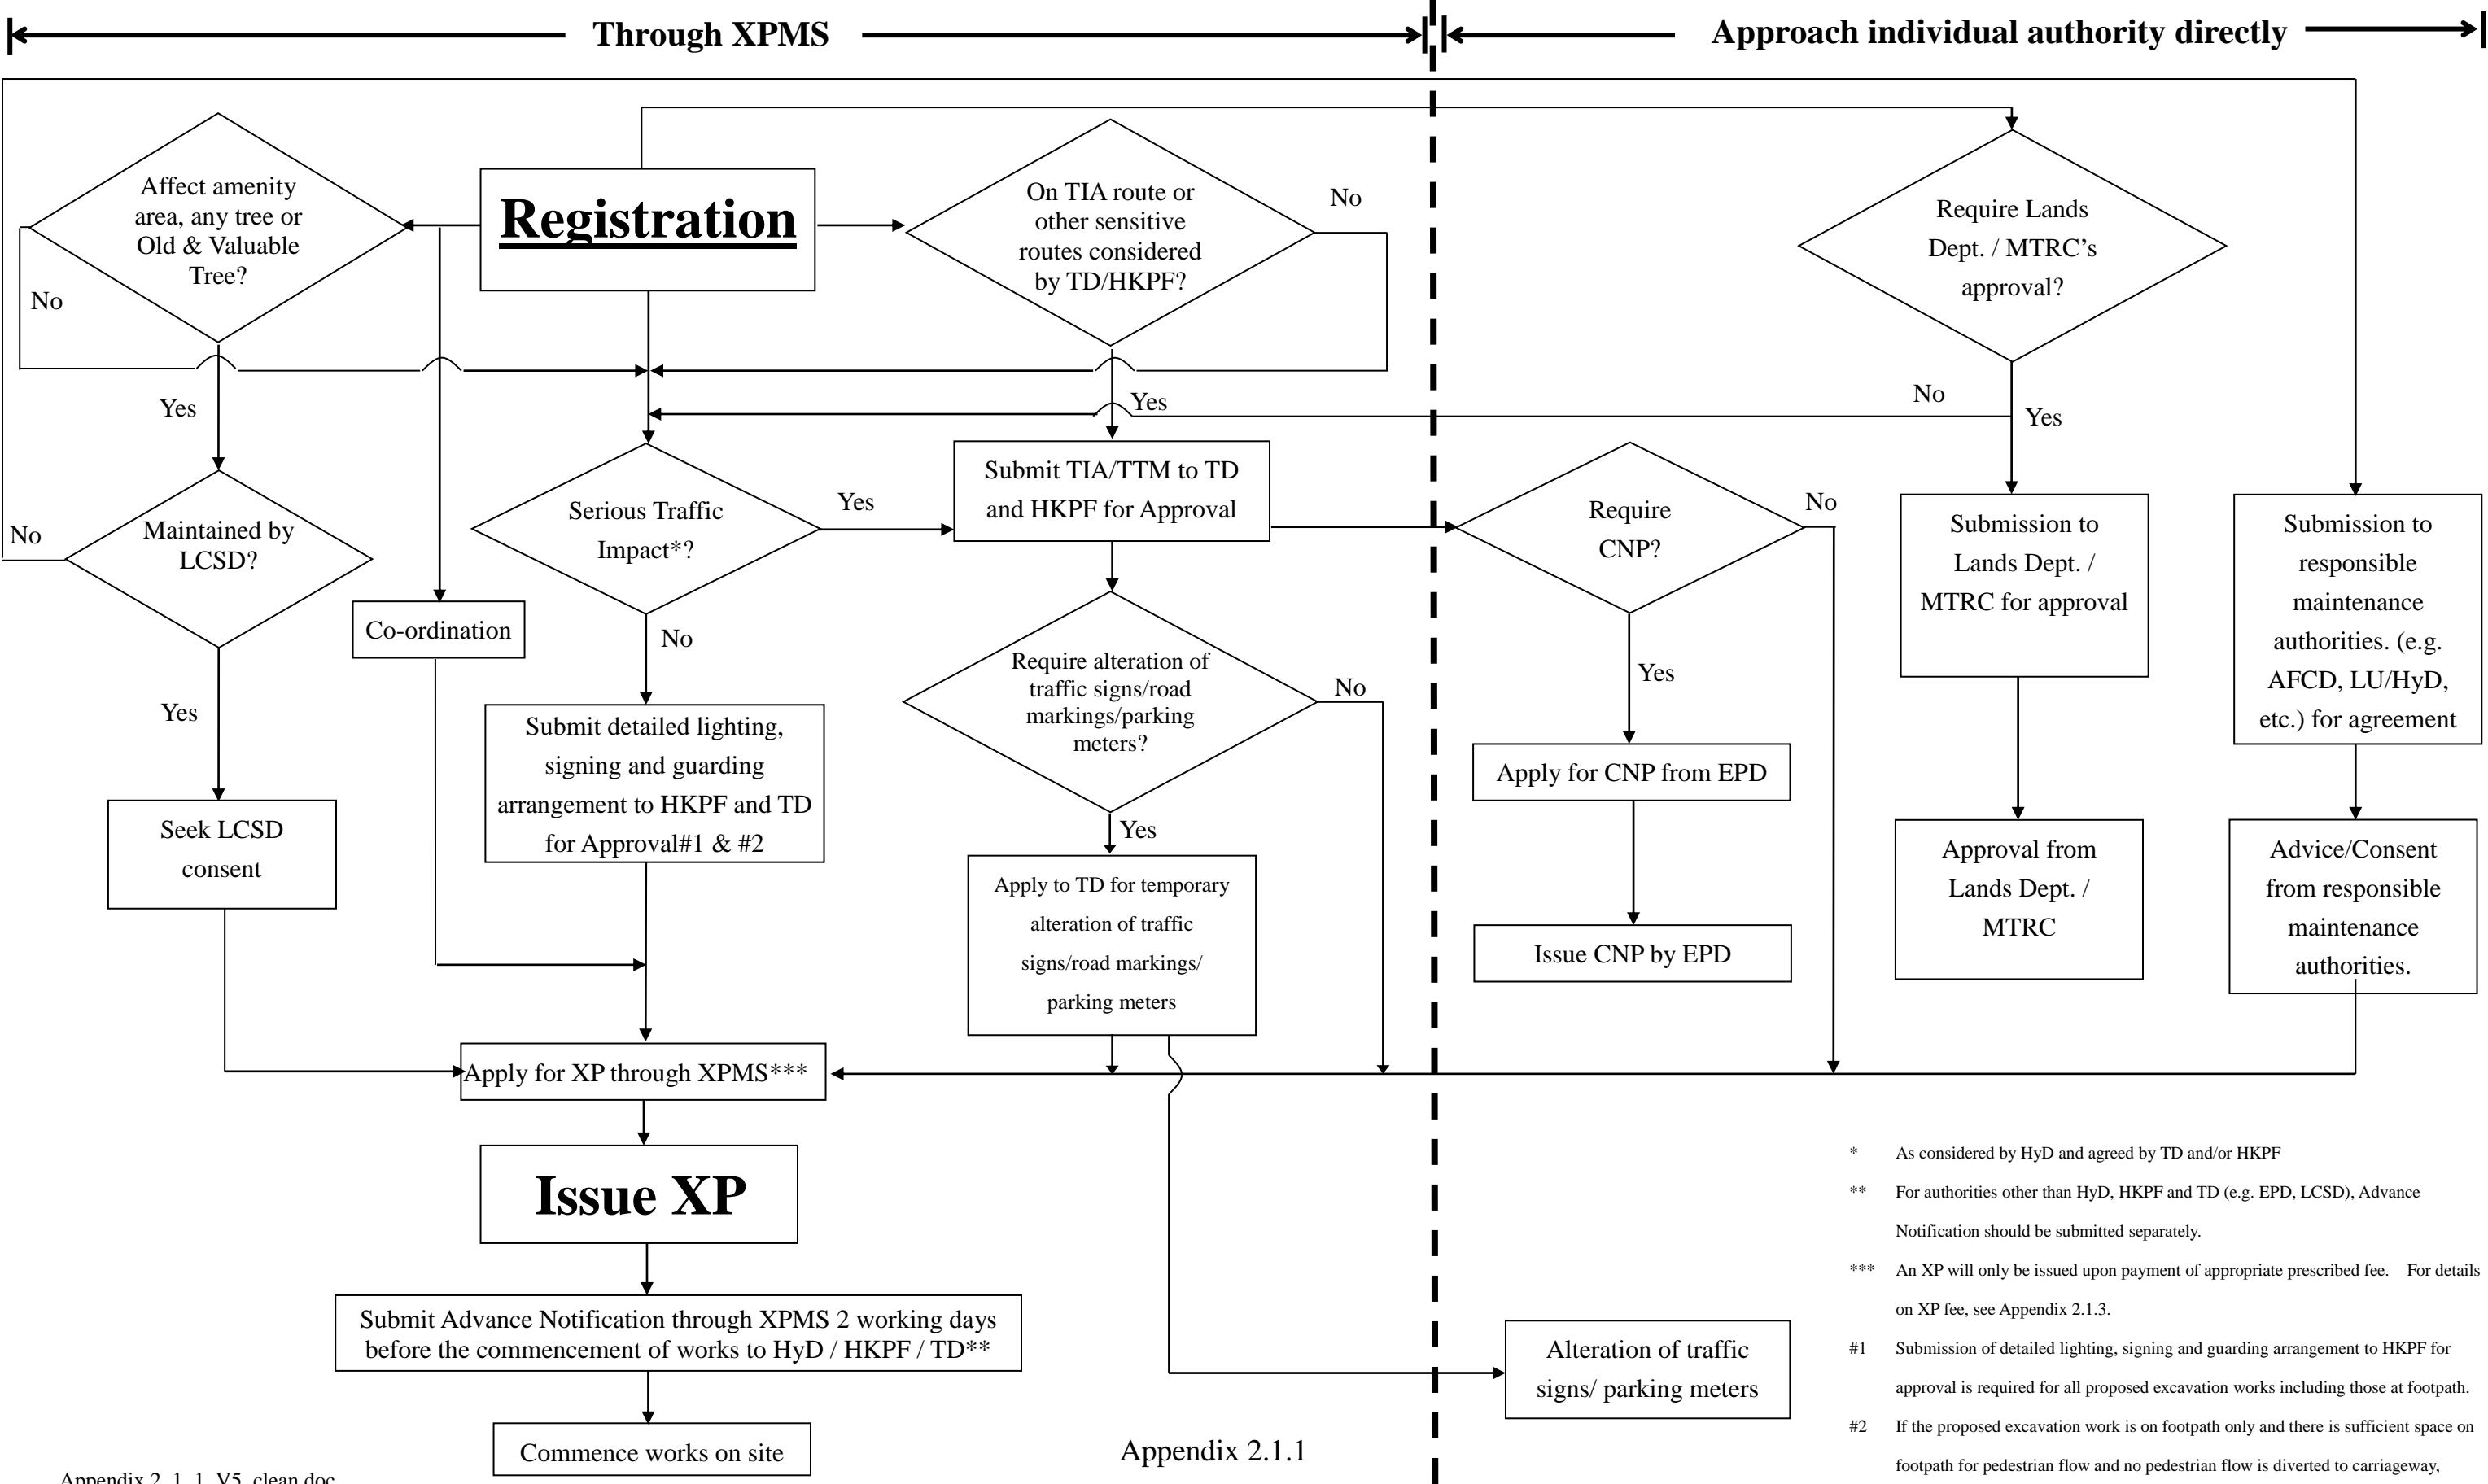 Through XPMS
Approach individual authority directly
Affect amenity
area, any tree or
Old & Valuable
Tree?
Registration
On TIA route or
other sensitive
routes considered
by TD/HKPF?
No
Require Lands
Dept. / MTRC’s
approval?
No
Yes
Yes
No
Yes
Maintained by
LCSD?
No
Serious Traffic
Impact*?
Yes
Submit TIA/TTM to TD
and HKPF for Approval
Require
CNP?
No
Submission to
Lands Dept. /
MTRC for approval
Submission to
responsible
maintenance
authorities. (e.g.
AFCD, LU/HyD,
etc.) for agreement
Co-ordination
No
Require alteration of
traffic signs/road
markings/parking
meters?
No
Yes
Yes
Submit detailed lighting,
signing and guarding
arrangement to HKPF and TD
for Approval#1 & #2
Yes
Apply for CNP from EPD
Seek LCSD
consent
Apply to TD for temporary
alteration of traffic
signs/road markings/
parking meters
Issue CNP by EPD
Approval from
Lands Dept. /
MTRC
Advice/Consent
from responsible
maintenance
authorities.
Apply for XP through XPMS***
Issue XP
Submit Advance Notification through XPMS 2 working days
before the commencement of works to HyD / HKPF / TD**
Commence works on site
Alteration of traffic
signs/ parking meters
* As considered by HyD and agreed by TD and/or HKPF
** For authorities other than HyD, HKPF and TD (e.g. EPD, LCSD), Advance
Notification should be submitted separately.
*** An XP will only be issued upon payment of appropriate prescribed fee. For details
on XP fee, see Appendix 2.1.3.
#1 Submission of detailed lighting, signing and guarding arrangement to HKPF for
approval is required for all proposed excavation works including those at footpath.
#2 If the proposed excavation work is on footpath only and there is sufficient space on
footpath for pedestrian flow and no pedestrian flow is diverted to carriageway,
Appendix 2.1.1
Appendix 2_1_1_V5_clean.doc